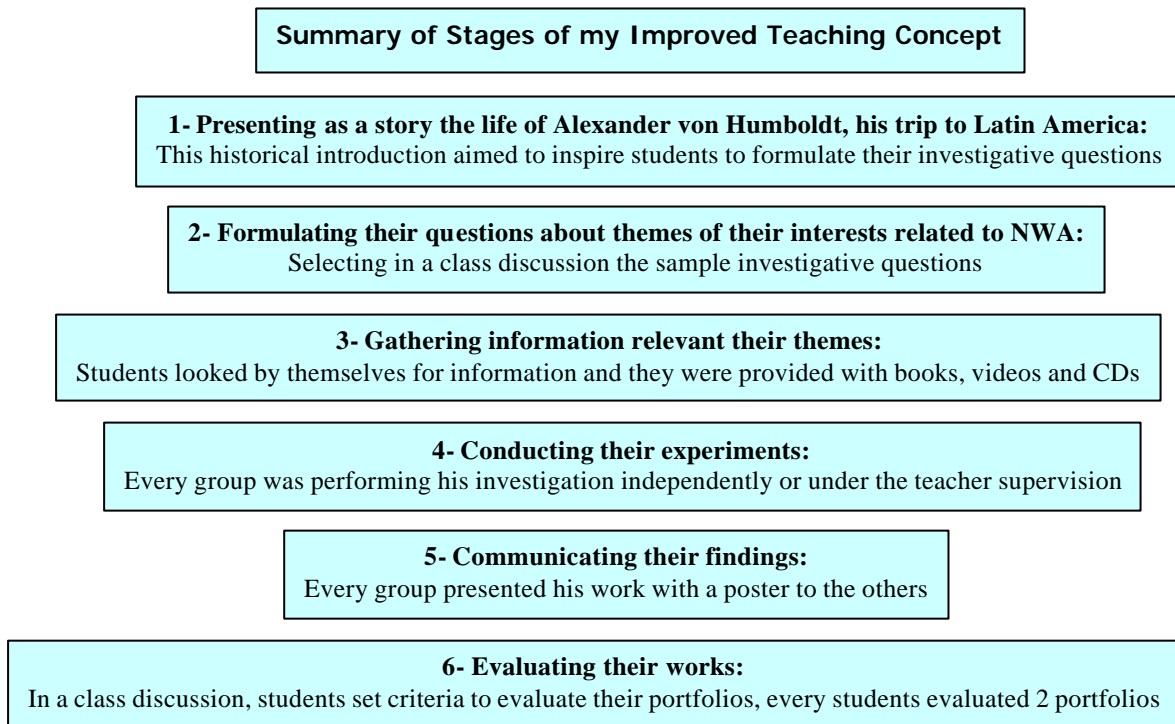 Summary of Stages of my Improved Teaching Concept
1- Presenting as a story the life of Alexander von Humboldt, his trip to Latin America:
This historical introduction aimed to inspire students to formulate their investigative questions
2- Formulating their questions about themes of their interests related to NWA:
Selecting in a class discussion the sample investigative questions
3- Gathering information relevant their themes:
Students looked by themselves for information and they were provided with books, videos and CDs
4- Conducting their experiments:
Every group was performing his investigation independently or under the teacher supervision
5- Communicating their findings:
Every group presented his work with a poster to the others
6- Evaluating their works:
In a class discussion, students set criteria to evaluate their portfolios, every students evaluated 2 portfolios